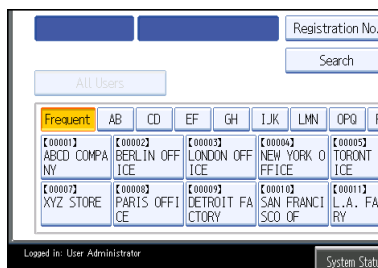 Registration No.
Search
All Users
Frequent AB CD EF GH IJK LMN OPQ
【00001】 【00002】 【00003】 【00004】 【00005】
ABCD COMPA BERLIN OFF LONDON OFF NEW YORK O TORONT
NY ICE ICE FFICE ICE
【00007】 【00008】 【00009】 【00010】 【00011】
XYZ STORE PARIS OFFI DETROIT FA SAN FRANCI L.A. FA
CE CTORY SCO OF RY
Logged in: User Administrator
System Statu